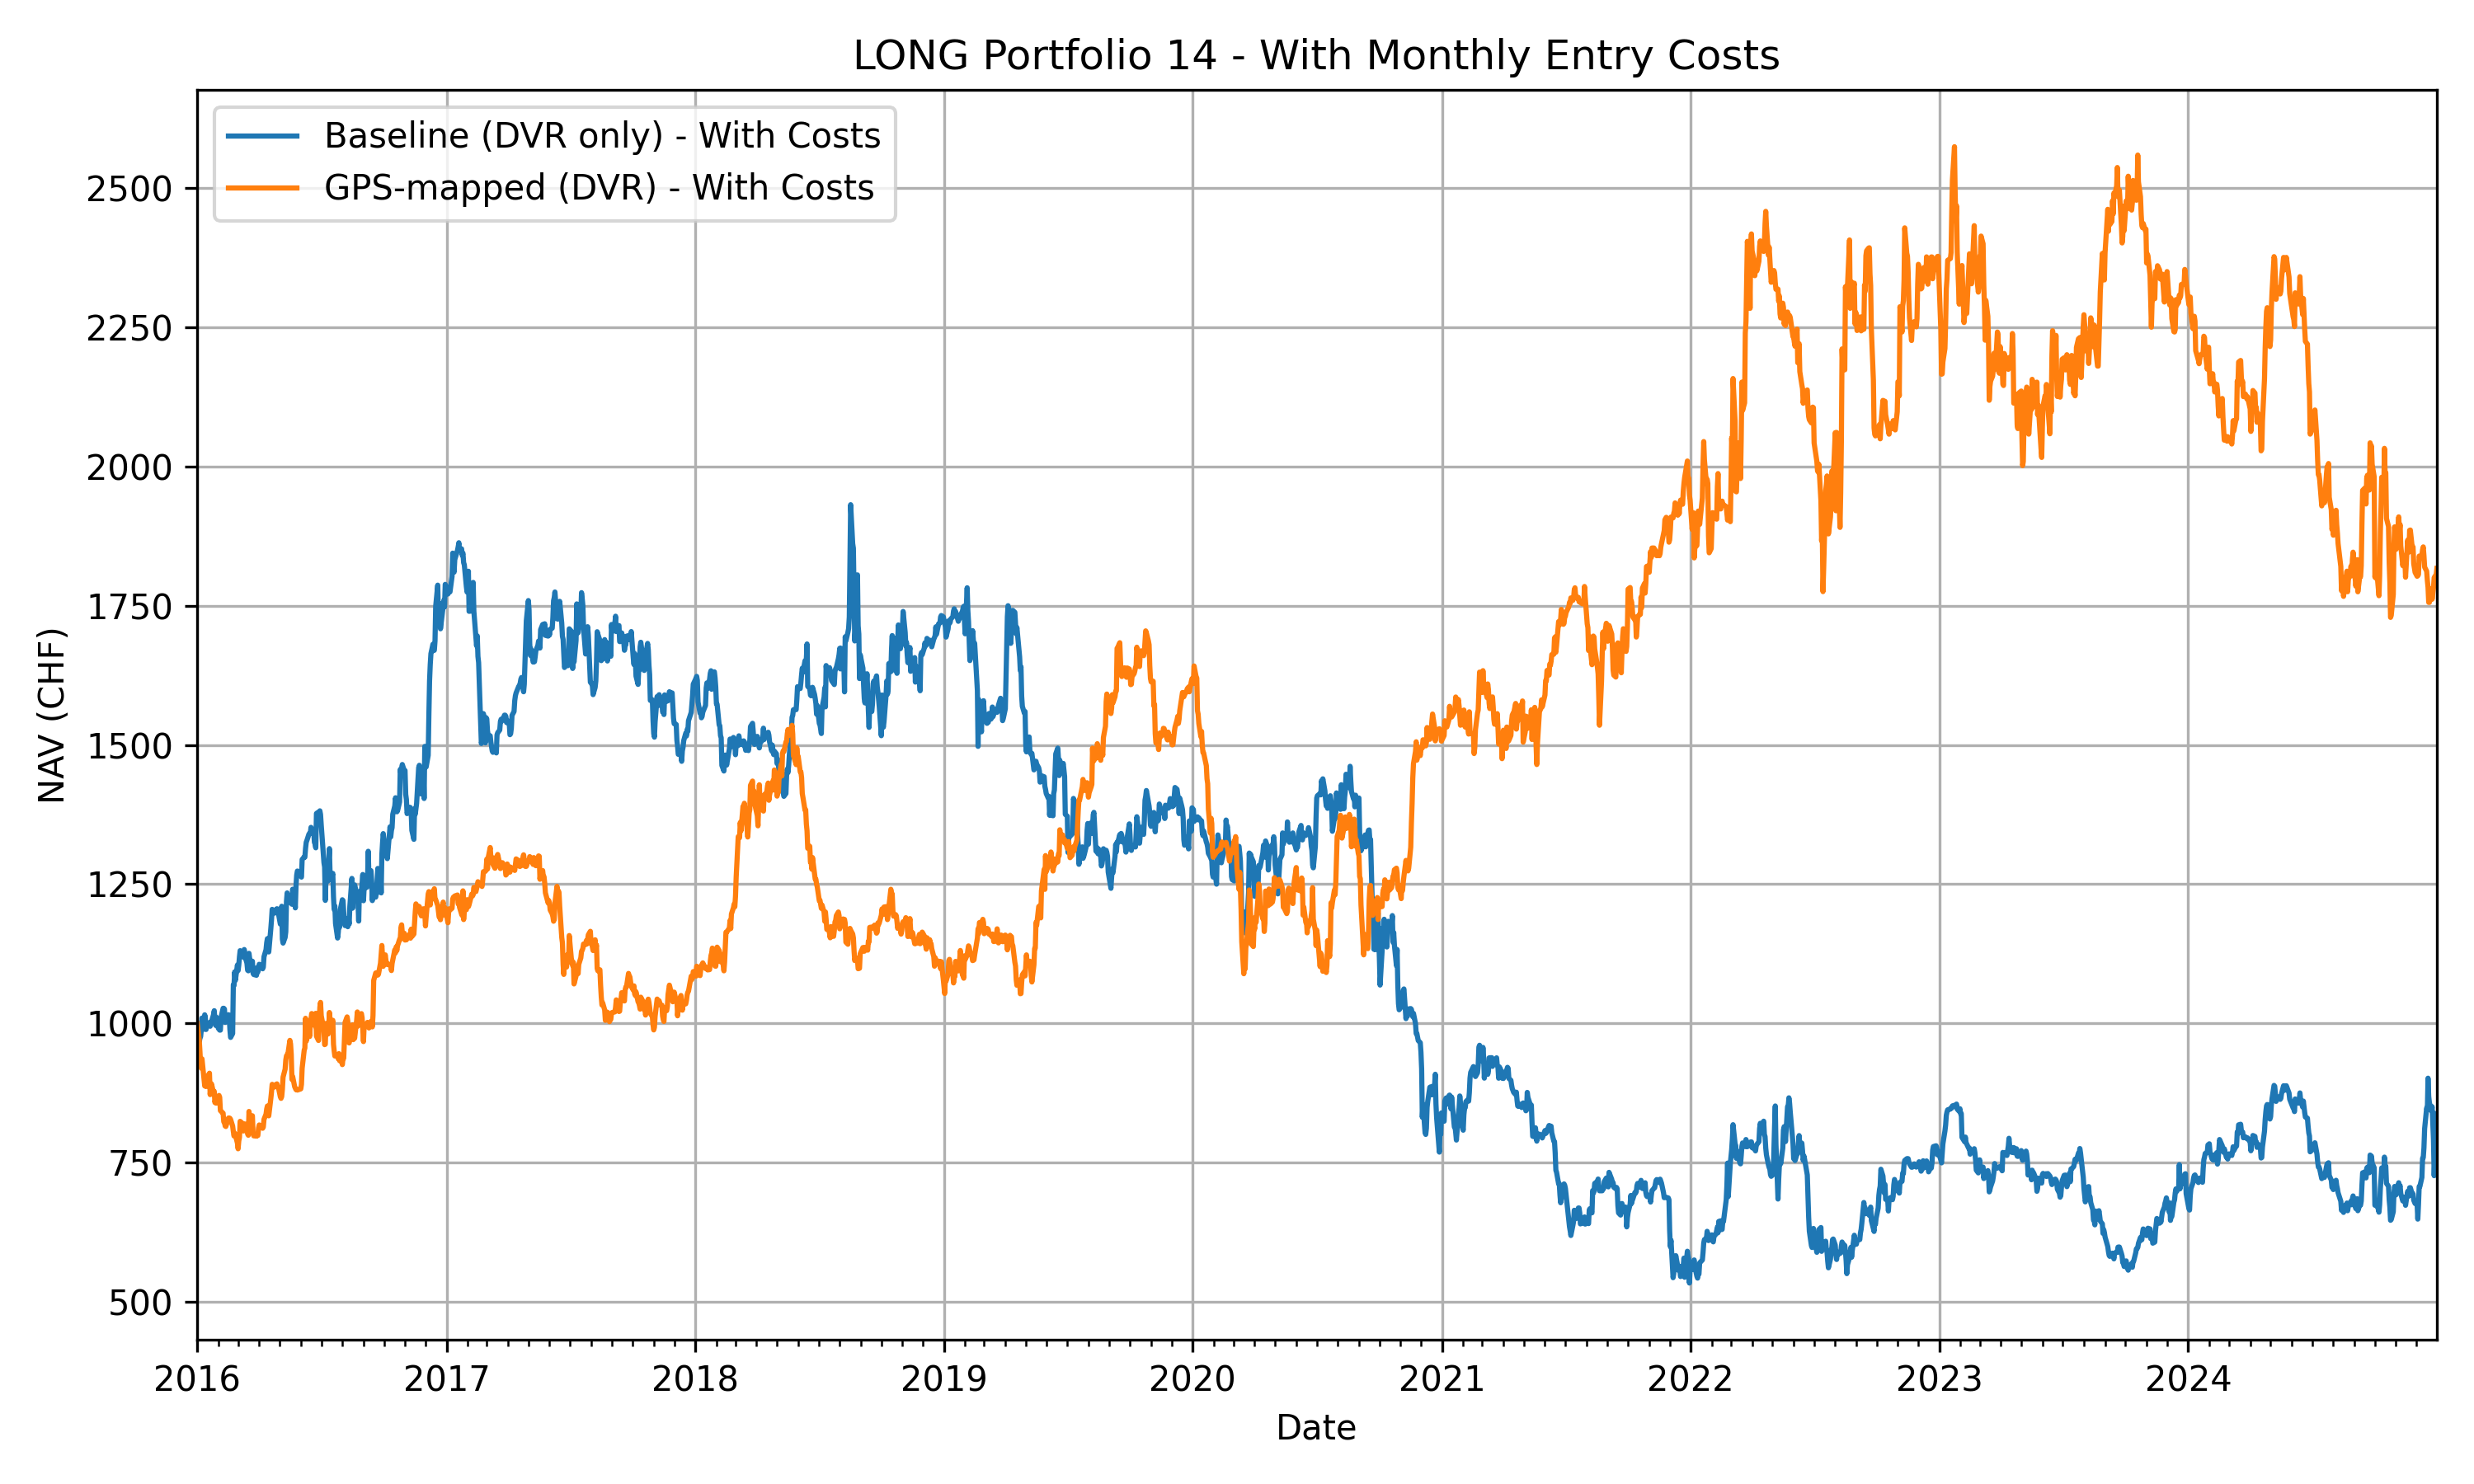 LONG Portfolio 14 - With Monthly Entry Costs
Baseline (DVR only) - With Costs
GPS-mapped (DVR) - With Costs
2500
2250
2000
1750
1500
1250
1000
750
500
NAV (CHF)
2016 2017 2018 2019 2020 2021 2022 2023 2024
Date